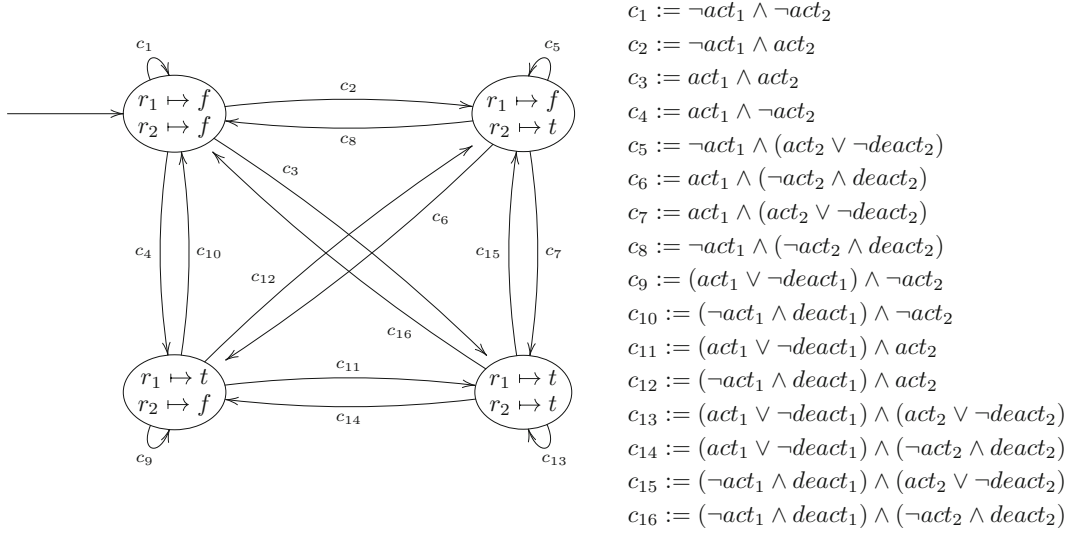 c₁
c₅
r₁ ↦ f
r₂ ↦ f
c₂
c₈
r₁ ↦ f
r₂ ↦ t
c₃
c₆
c₄
c₁₀
c₁₂
c₁₅
c₇
c₁₆
r₁ ↦ t
r₂ ↦ f
c₁₁
c₁₄
r₁ ↦ t
r₂ ↦ t
c₉
c₁₃
c₁ := ¬act₁ ∧ ¬act₂
c₂ := ¬act₁ ∧ act₂
c₃ := act₁ ∧ act₂
c₄ := act₁ ∧ ¬act₂
c₅ := ¬act₁ ∧ (act₂ ∨ ¬deact₂)
c₆ := act₁ ∧ (¬act₂ ∧ deact₂)
c₇ := act₁ ∧ (act₂ ∨ ¬deact₂)
c₈ := ¬act₁ ∧ (¬act₂ ∧ deact₂)
c₉ := (act₁ ∨ ¬deact₁) ∧ ¬act₂
c₁₀ := (¬act₁ ∧ deact₁) ∧ ¬act₂
c₁₁ := (act₁ ∨ ¬deact₁) ∧ act₂
c₁₂ := (¬act₁ ∧ deact₁) ∧ act₂
c₁₃ := (act₁ ∨ ¬deact₁) ∧ (act₂ ∨ ¬deact₂)
c₁₄ := (act₁ ∨ ¬deact₁) ∧ (¬act₂ ∧ deact₂)
c₁₅ := (¬act₁ ∧ deact₁) ∧ (act₂ ∨ ¬deact₂)
c₁₆ := (¬act₁ ∧ deact₁) ∧ (¬act₂ ∧ deact₂)